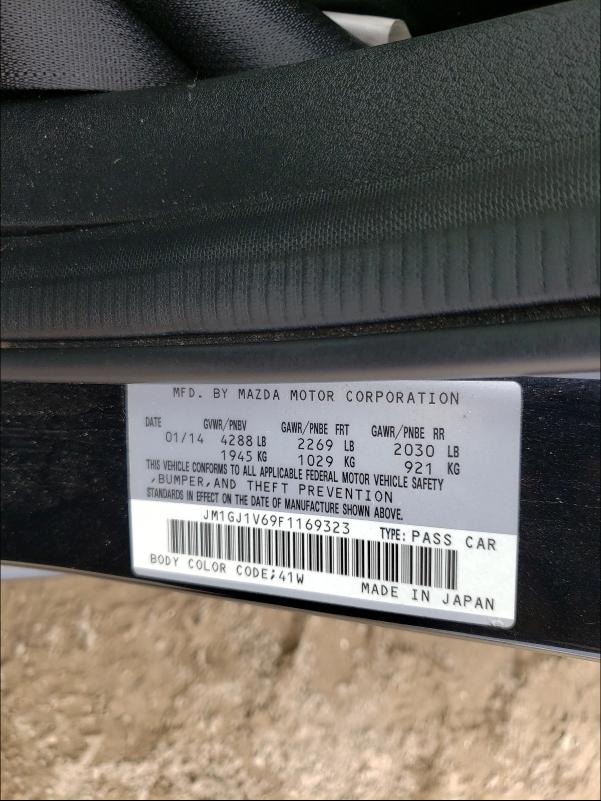 MFD. BY MAZDA MOTOR CORPORATION
DATE GVWR/PNBV GAWR/PNBE FRT GAWR/PNBE RR
01/14 4288 LB 2269 LB 2030 LB
1945 KG 1029 KG 921 KG
THIS VEHICLE CONFORMS TO ALL APPLICABLE FEDERAL MOTOR VEHICLE SAFETY
,BUMPER,AND THEFT PREVENTION
STANDARDS IN EFFECT ON THE DATE OF MANUFACTURE SHOWN ABOVE.
JM1GJ1V69F1169323 TYPE: PASS CAR
BODY COLOR CODE;41W
MADE IN JAPAN